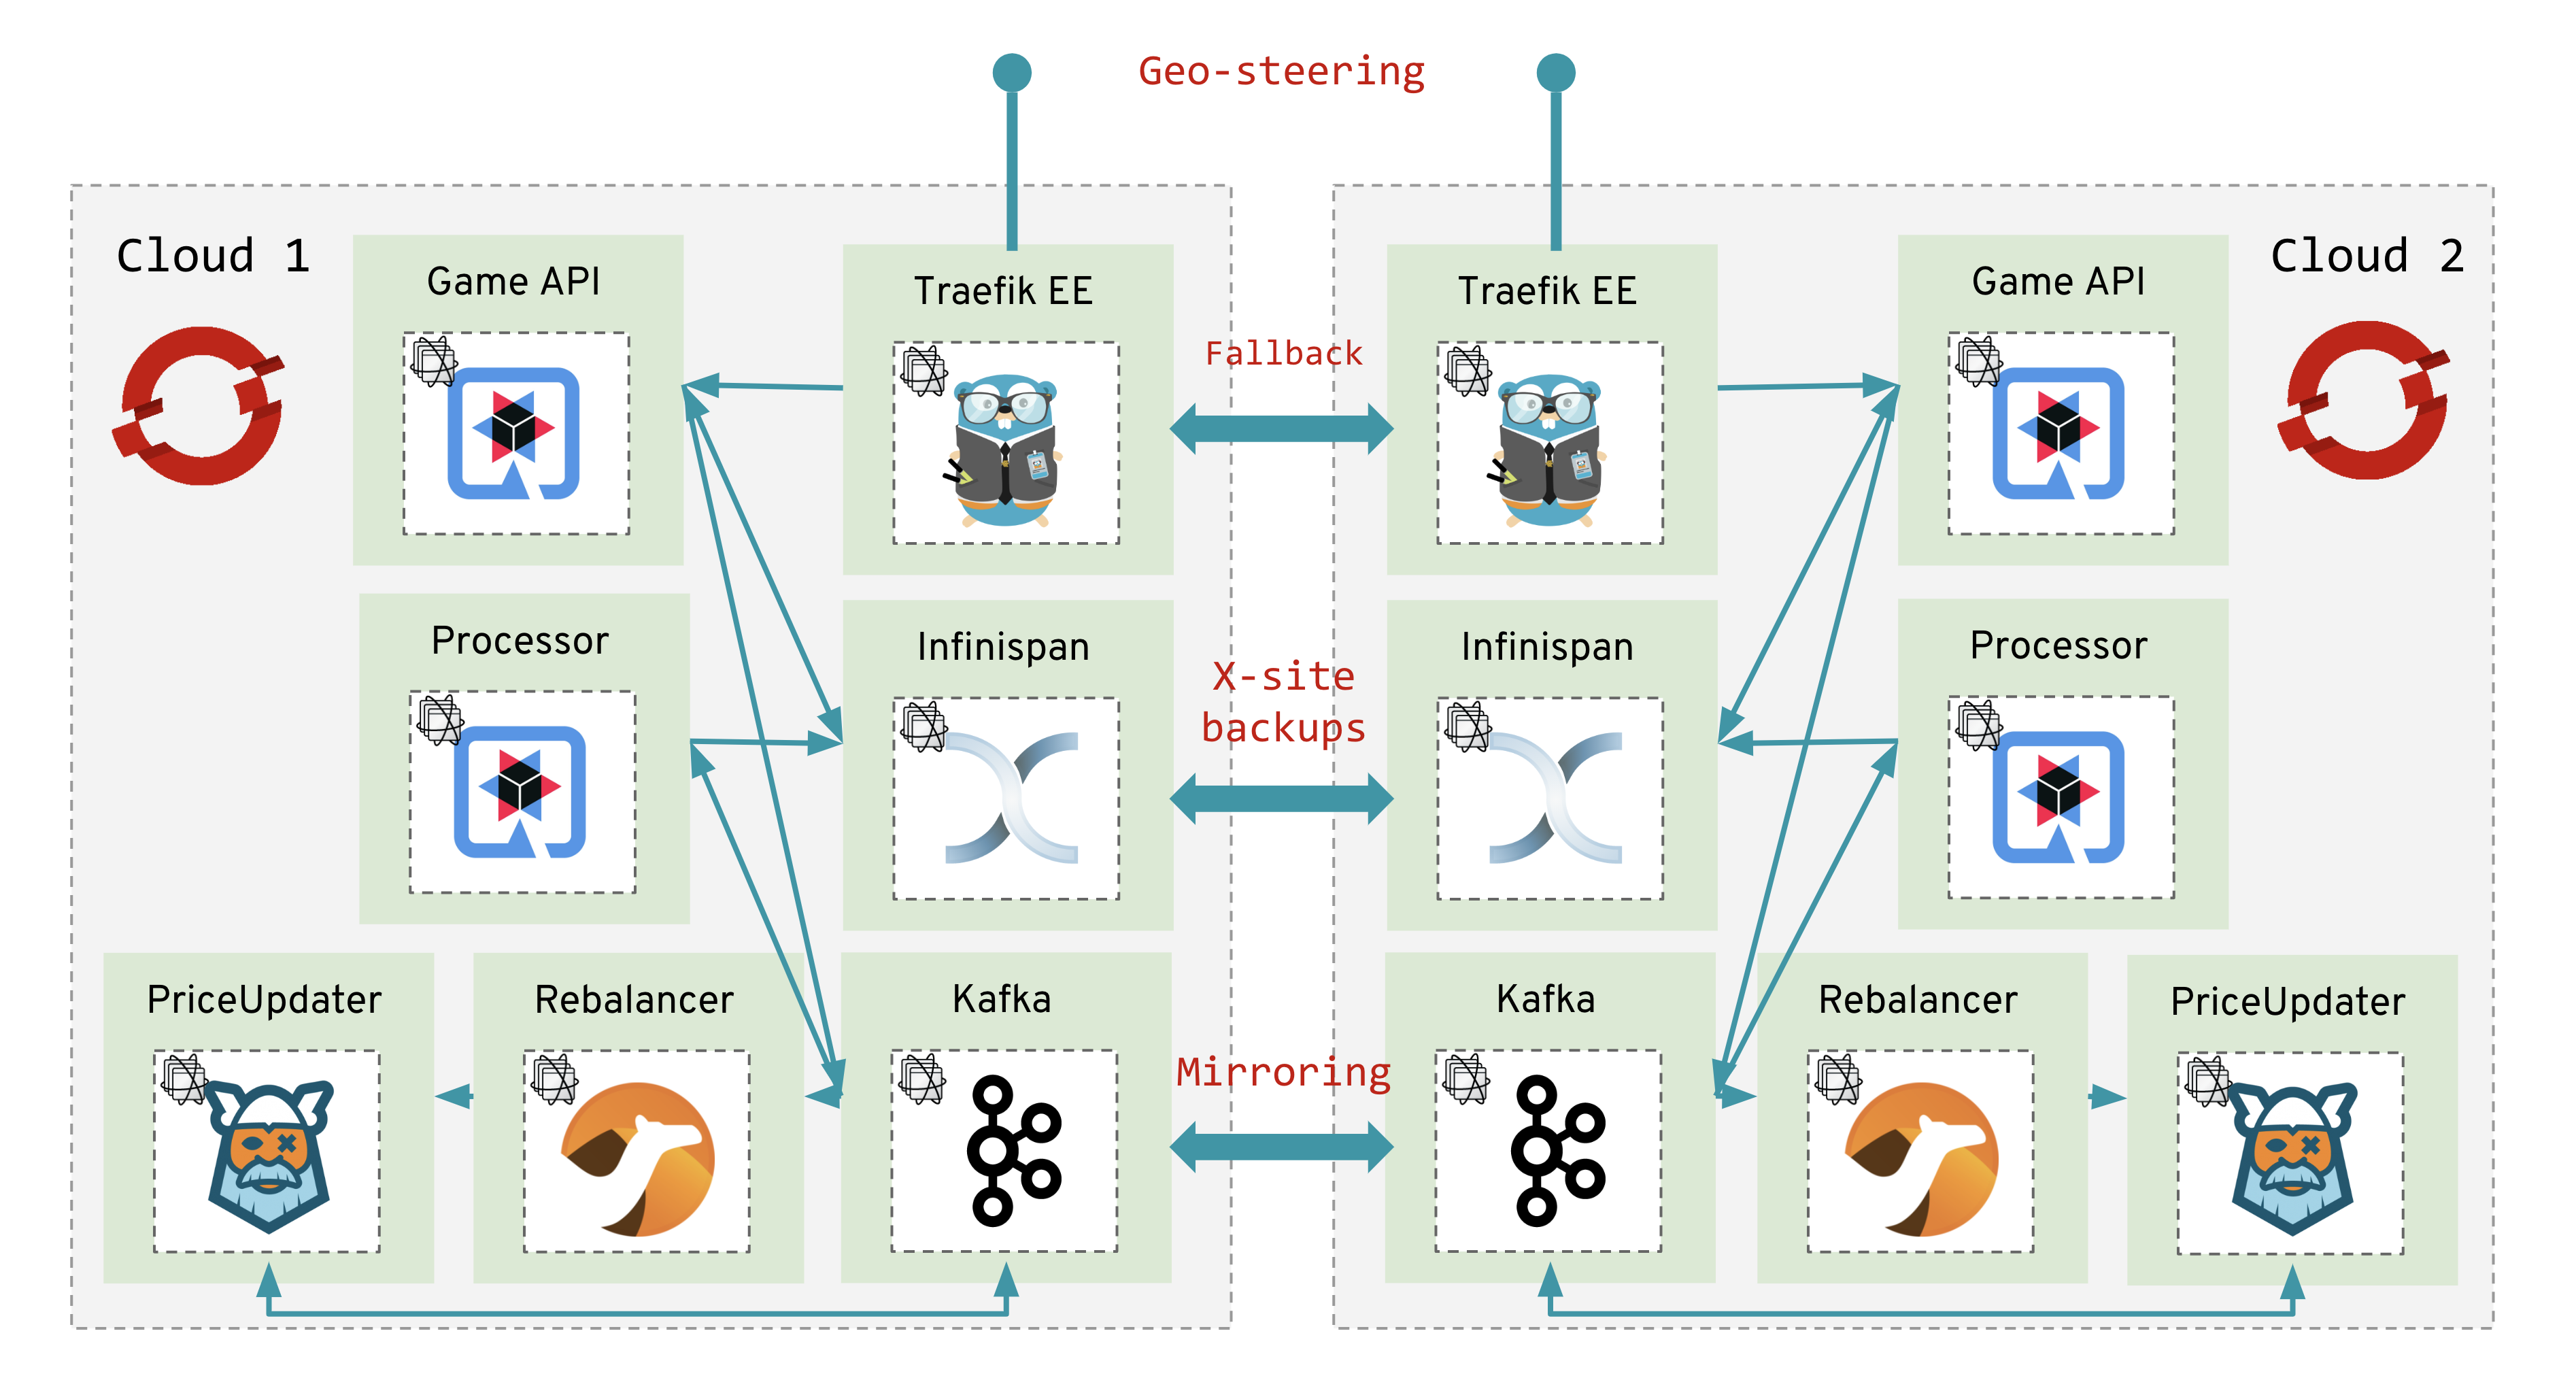 Geo-steering
Cloud 1
Game API
Traefik EE
Fallback
Traefik EE
Game API
Cloud 2
Processor
Infinispan
X-site
backups
Infinispan
Processor
PriceUpdater
Rebalancer
Kafka
Mirroring
Kafka
Rebalancer
PriceUpdater